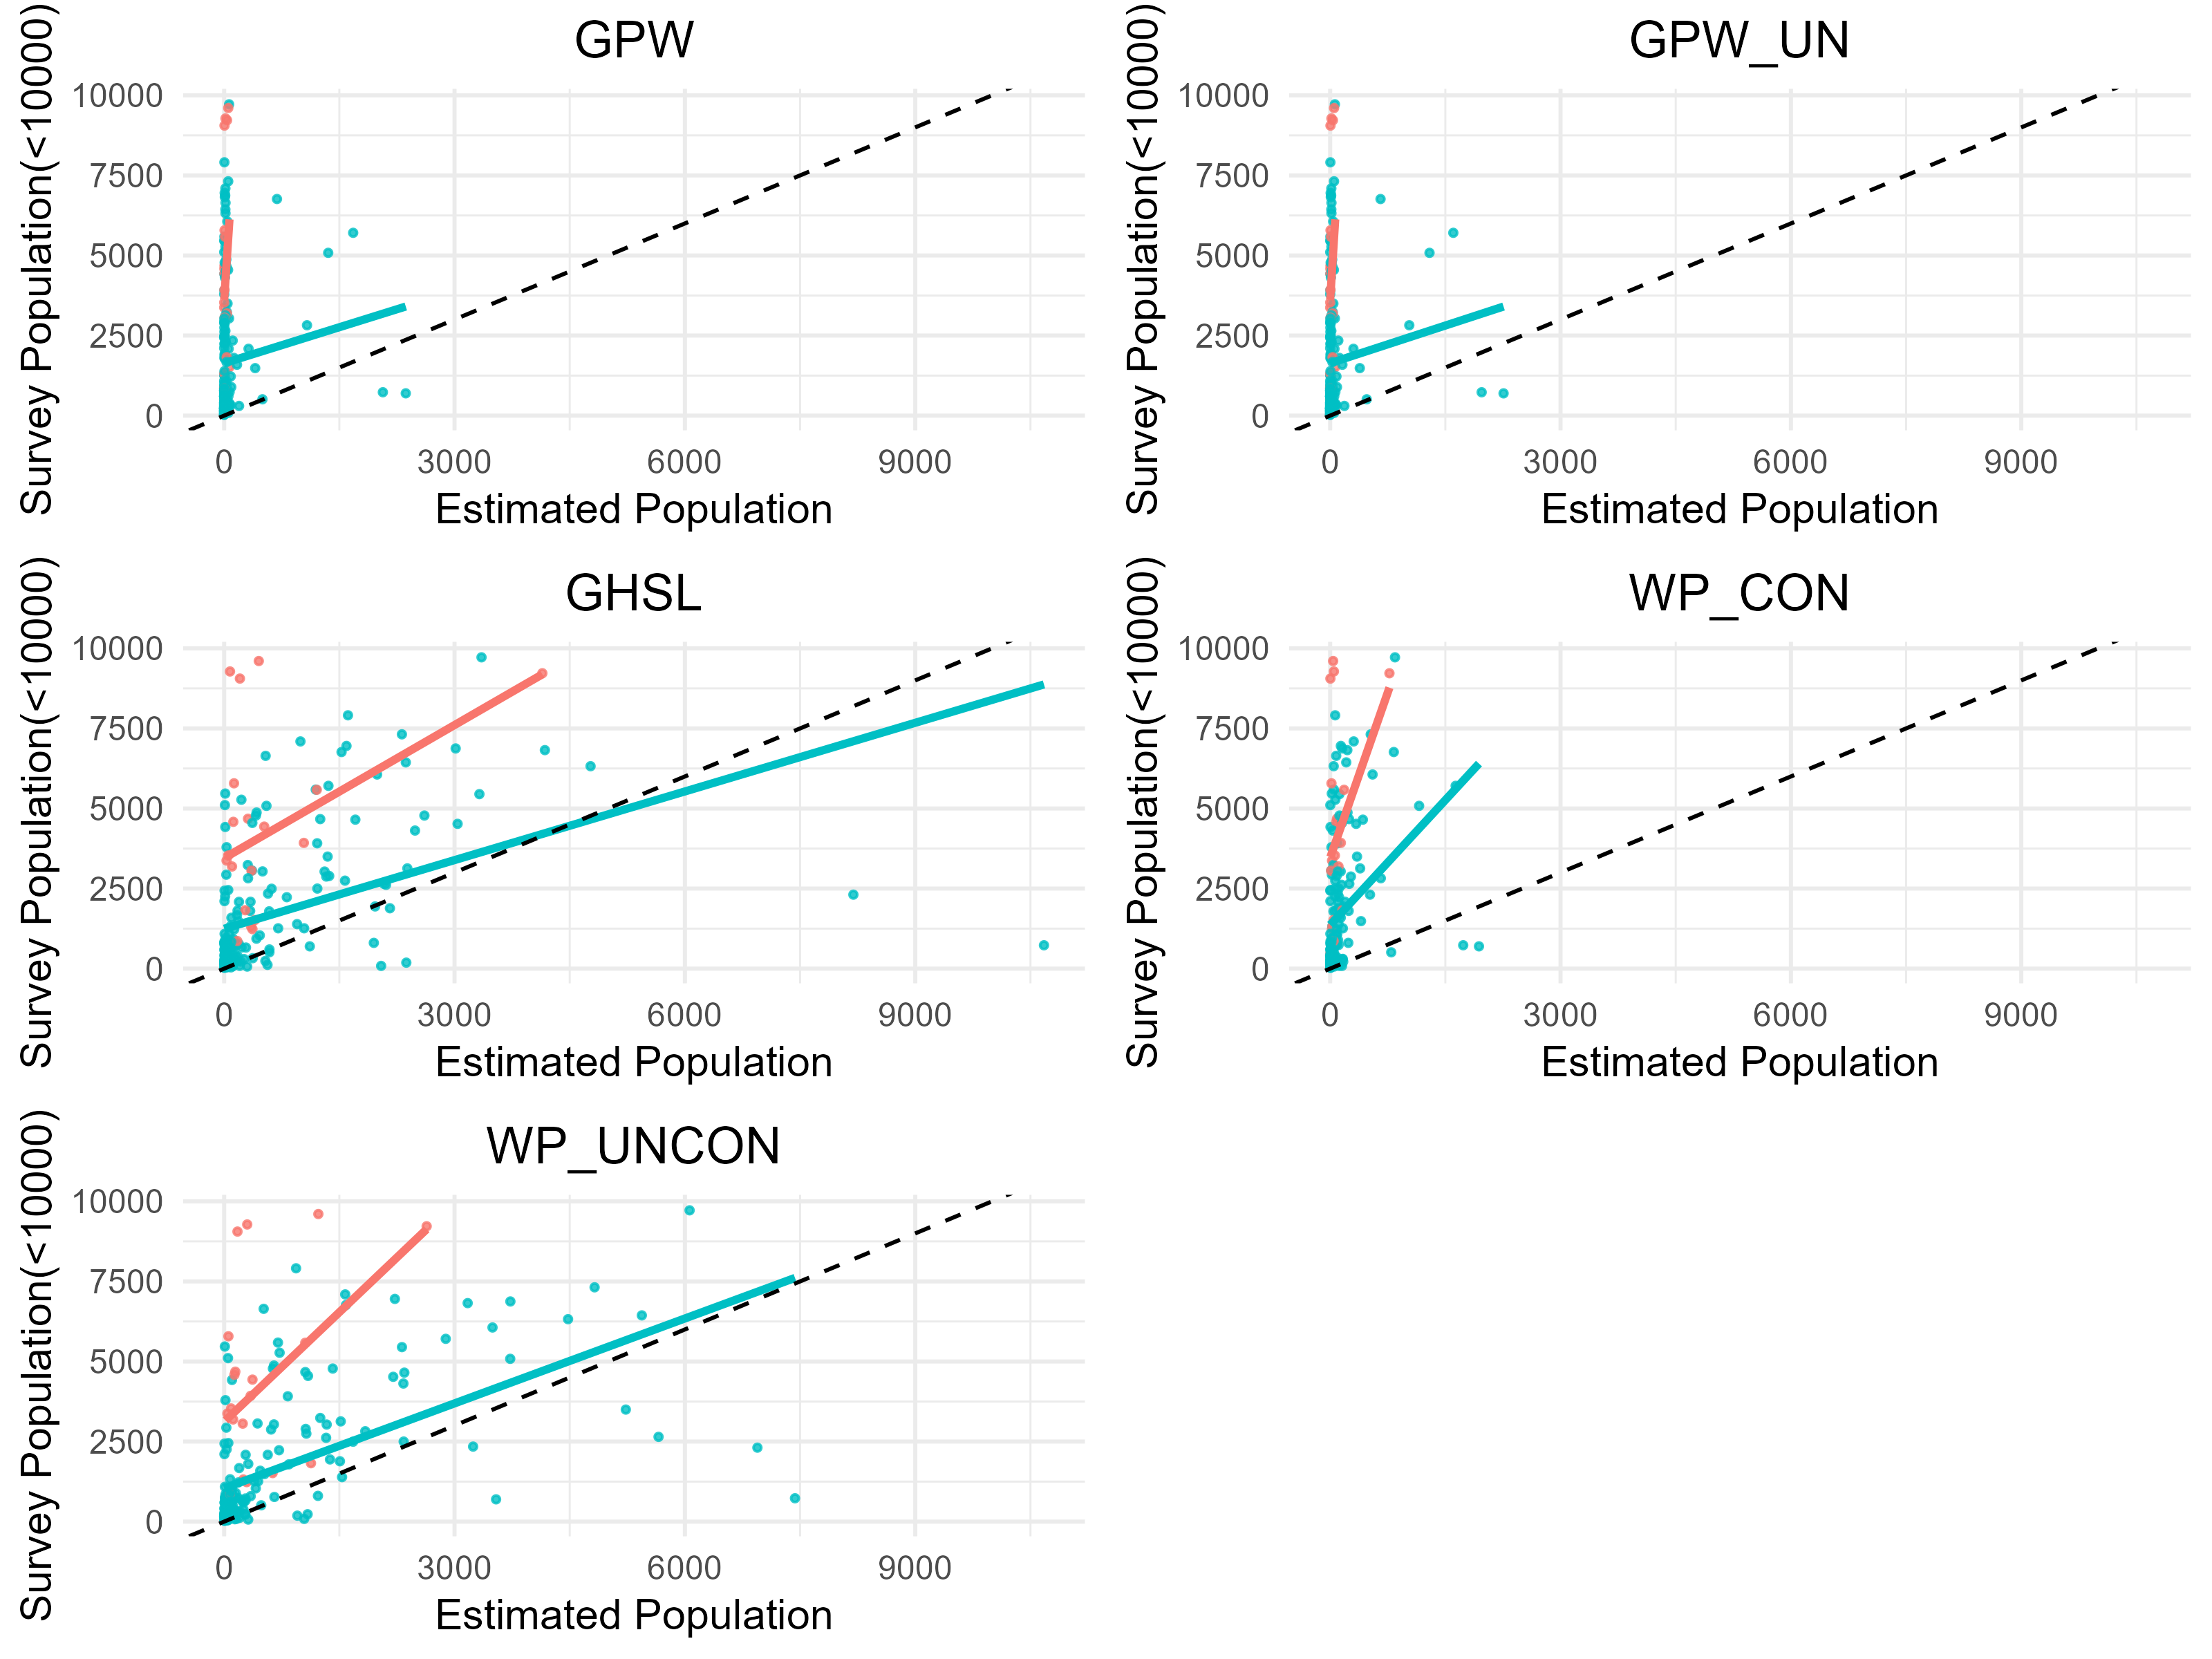 GPW
Survey Population(<10000)
10000
7500
5000
2500
0
0 3000 6000 9000
Estimated Population
GPW_UN
Survey Population(<10000)
10000
7500
5000
2500
0
0 3000 6000 9000
Estimated Population
GHSL
Survey Population(<10000)
10000
7500
5000
2500
0
0 3000 6000 9000
Estimated Population
WP_CON
Survey Population(<10000)
10000
7500
5000
2500
0
0 3000 6000 9000
Estimated Population
WP_UNCON
Survey Population(<10000)
10000
7500
5000
2500
0
0 3000 6000 9000
Estimated Population